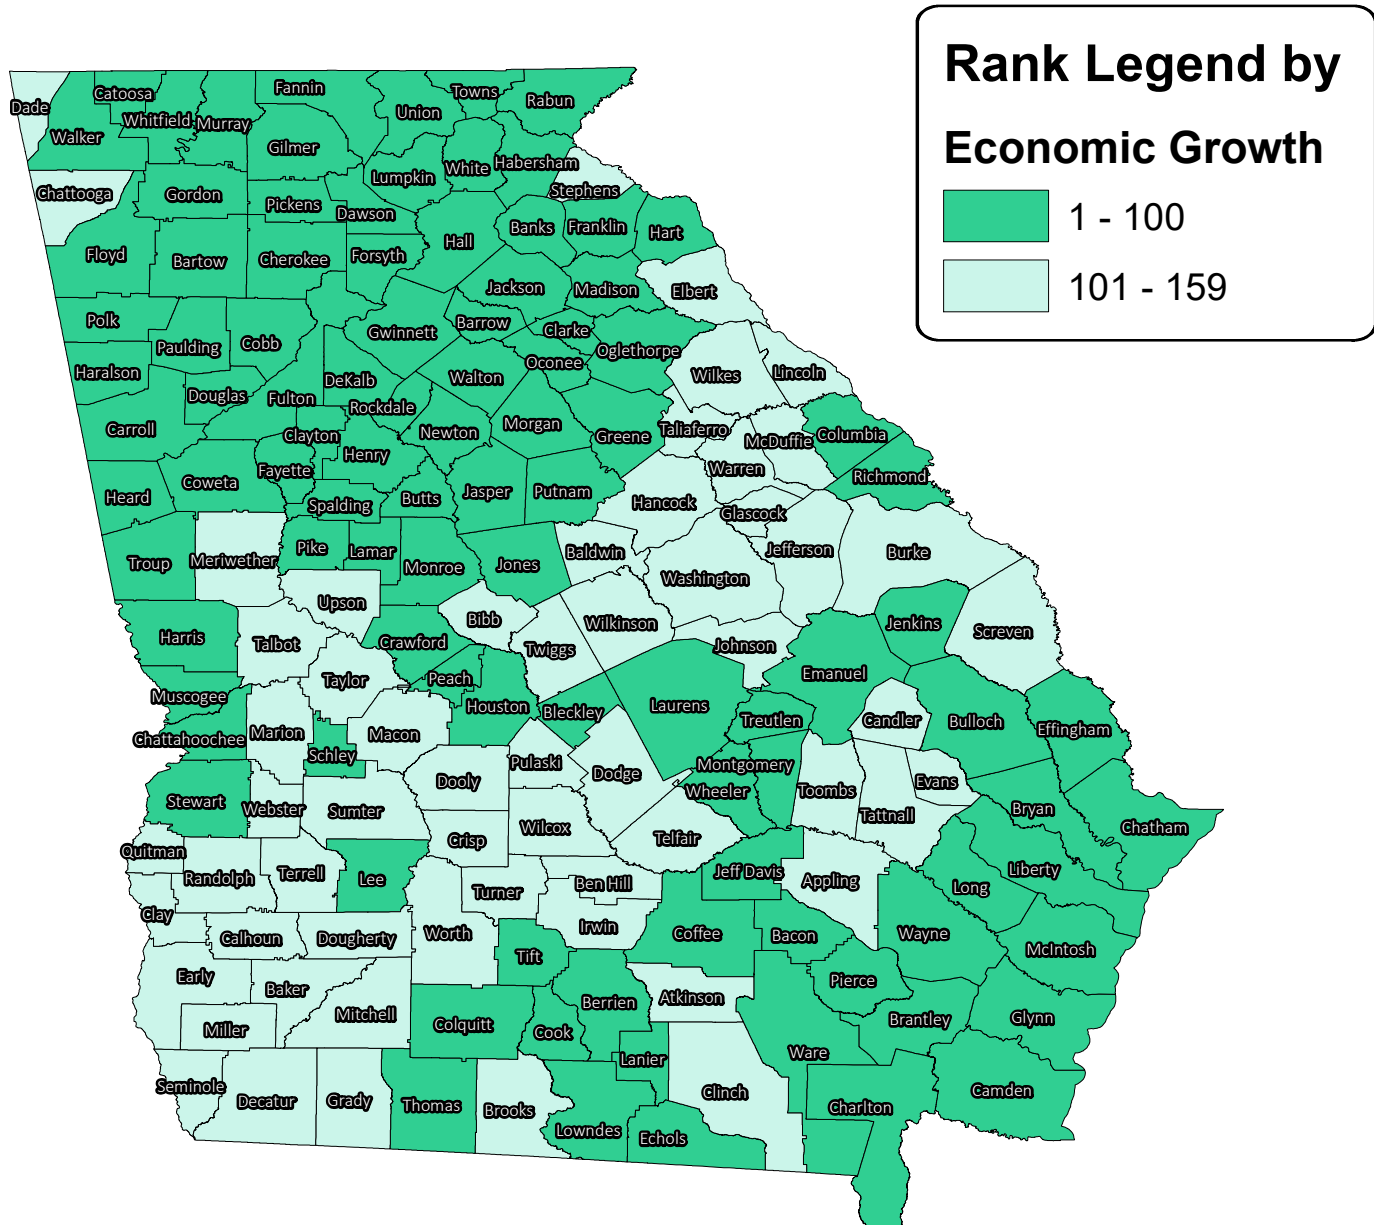 Rank Legend by
Economic Growth
1 - 100
101 - 159
Dade
Catoosa
Whitfield
Murray
Fannin
Union
Towns
Rabun
Walker
Gilmer
Lumpkin
White
Habersham
Stephens
Chattooga
Gordon
Pickens
Dawson
Floyd
Bartow
Cherokee
Forsyth
Hall
Banks
Franklin
Hart
Jackson
Madison
Elbert
Polk
Paulding
Cobb
Gwinnett
Barrow
Clarke
Oconee
Oglethorpe
Haralson
Douglas
Fulton
DeKalb
Rockdale
Walton
Wilkes
Lincoln
Carroll
Clayton
Henry
Newton
Morgan
Greene
Taliaferro
McDuffie
Columbia
Heard
Coweta
Fayette
Spalding
Butts
Jasper
Putnam
Hancock
Warren
Glascock
Richmond
Troup
Meriwether
Pike
Lamar
Monroe
Jones
Baldwin
Washington
Jefferson
Burke
Upson
Bibb
Wilkinson
Jenkins
Screven
Harris
Talbot
Crawford
Twiggs
Johnson
Emanuel
Muscogee
Taylor
Peach
Houston
Bleckley
Laurens
Treutlen
Candler
Bulloch
Effingham
Chattahoochee
Marion
Schley
Macon
Pulaski
Dodge
Montgomery
Wheeler
Toombs
Evans
Tattnall
Bryan
Chatham
Stewart
Webster
Sumter
Dooly
Crisp
Wilcox
Telfair
Quitman
Randolph
Terrell
Lee
Turner
Ben Hill
Jeff Davis
Appling
Long
Liberty
Clay
Calhoun
Dougherty
Worth
Irwin
Coffee
Bacon
Wayne
McIntosh
Early
Baker
Tift
Berrien
Atkinson
Pierce
Brantley
Glynn
Miller
Mitchell
Colquitt
Cook
Lanier
Ware
Seminole
Decatur
Grady
Thomas
Brooks
Lowndes
Echols
Clinch
Charlton
Camden